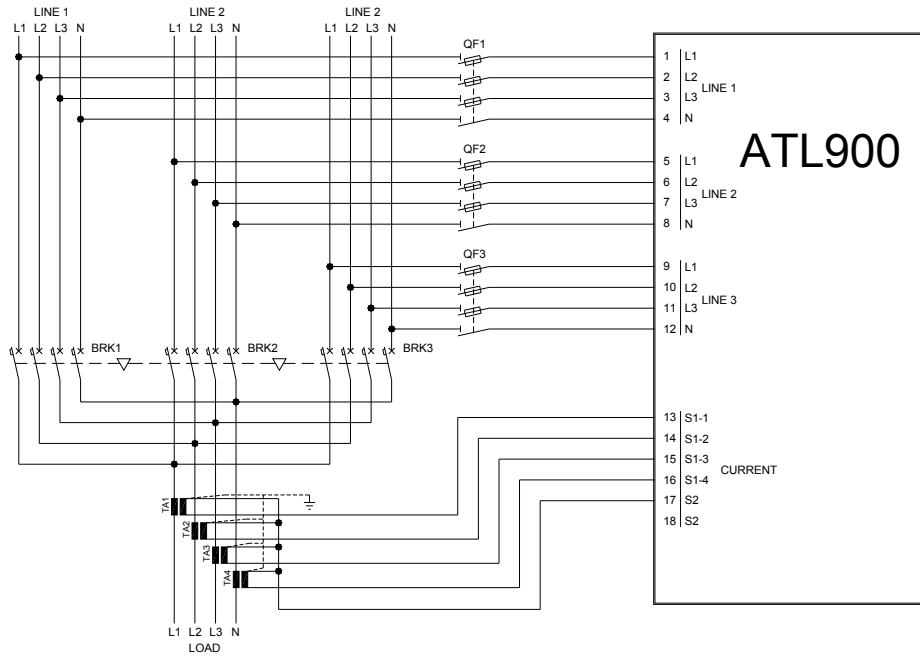 LINE 1 LINE 2 LINE 2
L1 L2 L3 N L1 L2 L3 N L1 L2 L3 N
QF1
1 L1
2 L2
3 L3
4 N
LINE 1
ATL900
QF2
5 L1
6 L2
7 L3
8 N
LINE 2
QF3
9 L1
10 L2
11 L3
12 N
LINE 3
BRK1 BRK2 BRK3
13 S1-1
14 S1-2
15 S1-3
16 S1-4
17 S2
18 S2
CURRENT
TA1
TA2
TA3
TA4
L1 L2 L3 N
LOAD